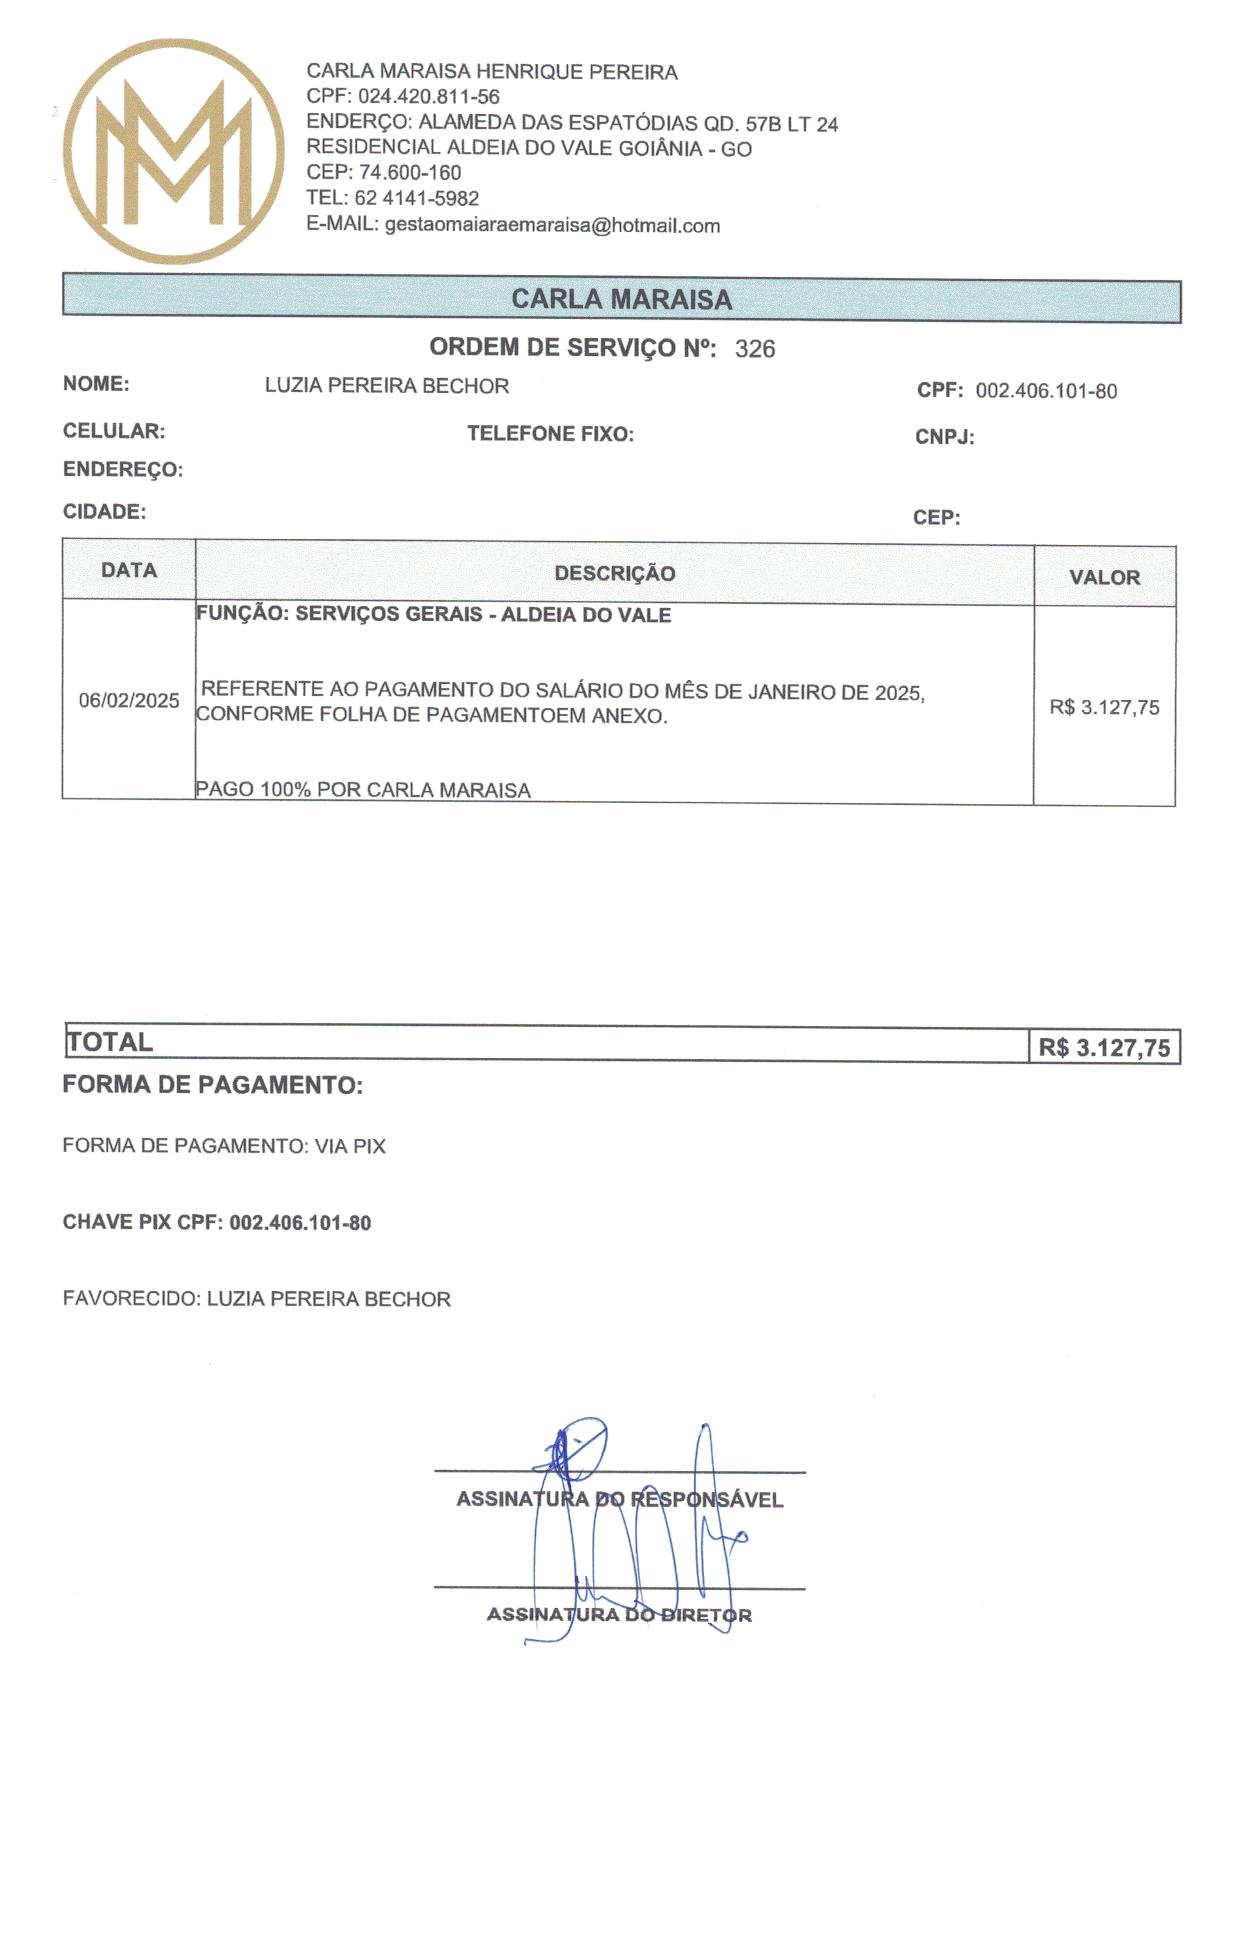 CARLA MARAISA HENRIQUE PEREIRA
CPF: 024.420.811-56
ENDERÇO: ALAMEDA DAS ESPATÓDIAS QD. 57B LT 24
RESIDENCIAL ALDEIA DO VALE GOIÂNIA - GO
CEP: 74.600-160
TEL: 62 4141-5982
E-MAIL: gestaomaiaraemaraisa@hotmail.com
CARLA MARAISA
ORDEM DE SERVIÇO Nº: 326
NOME: LUZIA PEREIRA BECHOR CPF: 002.406.101-80
CELULAR: TELEFONE FIXO: CNPJ:
ENDEREÇO:
CIDADE: CEP:
DATA DESCRIÇÃO VALOR
FUNÇÃO: SERVIÇOS GERAIS - ALDEIA DO VALE
06/02/2025 REFERENTE AO PAGAMENTO DO SALÁRIO DO MÊS DE JANEIRO DE 2025, R$ 3.127,75
CONFORME FOLHA DE PAGAMENTOEM ANEXO.
PAGO 100% POR CARLA MARAISA
TOTAL R$ 3.127,75
FORMA DE PAGAMENTO:
FORMA DE PAGAMENTO: VIA PIX
CHAVE PIX CPF: 002.406.101-80
FAVORECIDO: LUZIA PEREIRA BECHOR
ASSINATURA DO RESPONSÁVEL
ASSINATURA DO DIRETOR